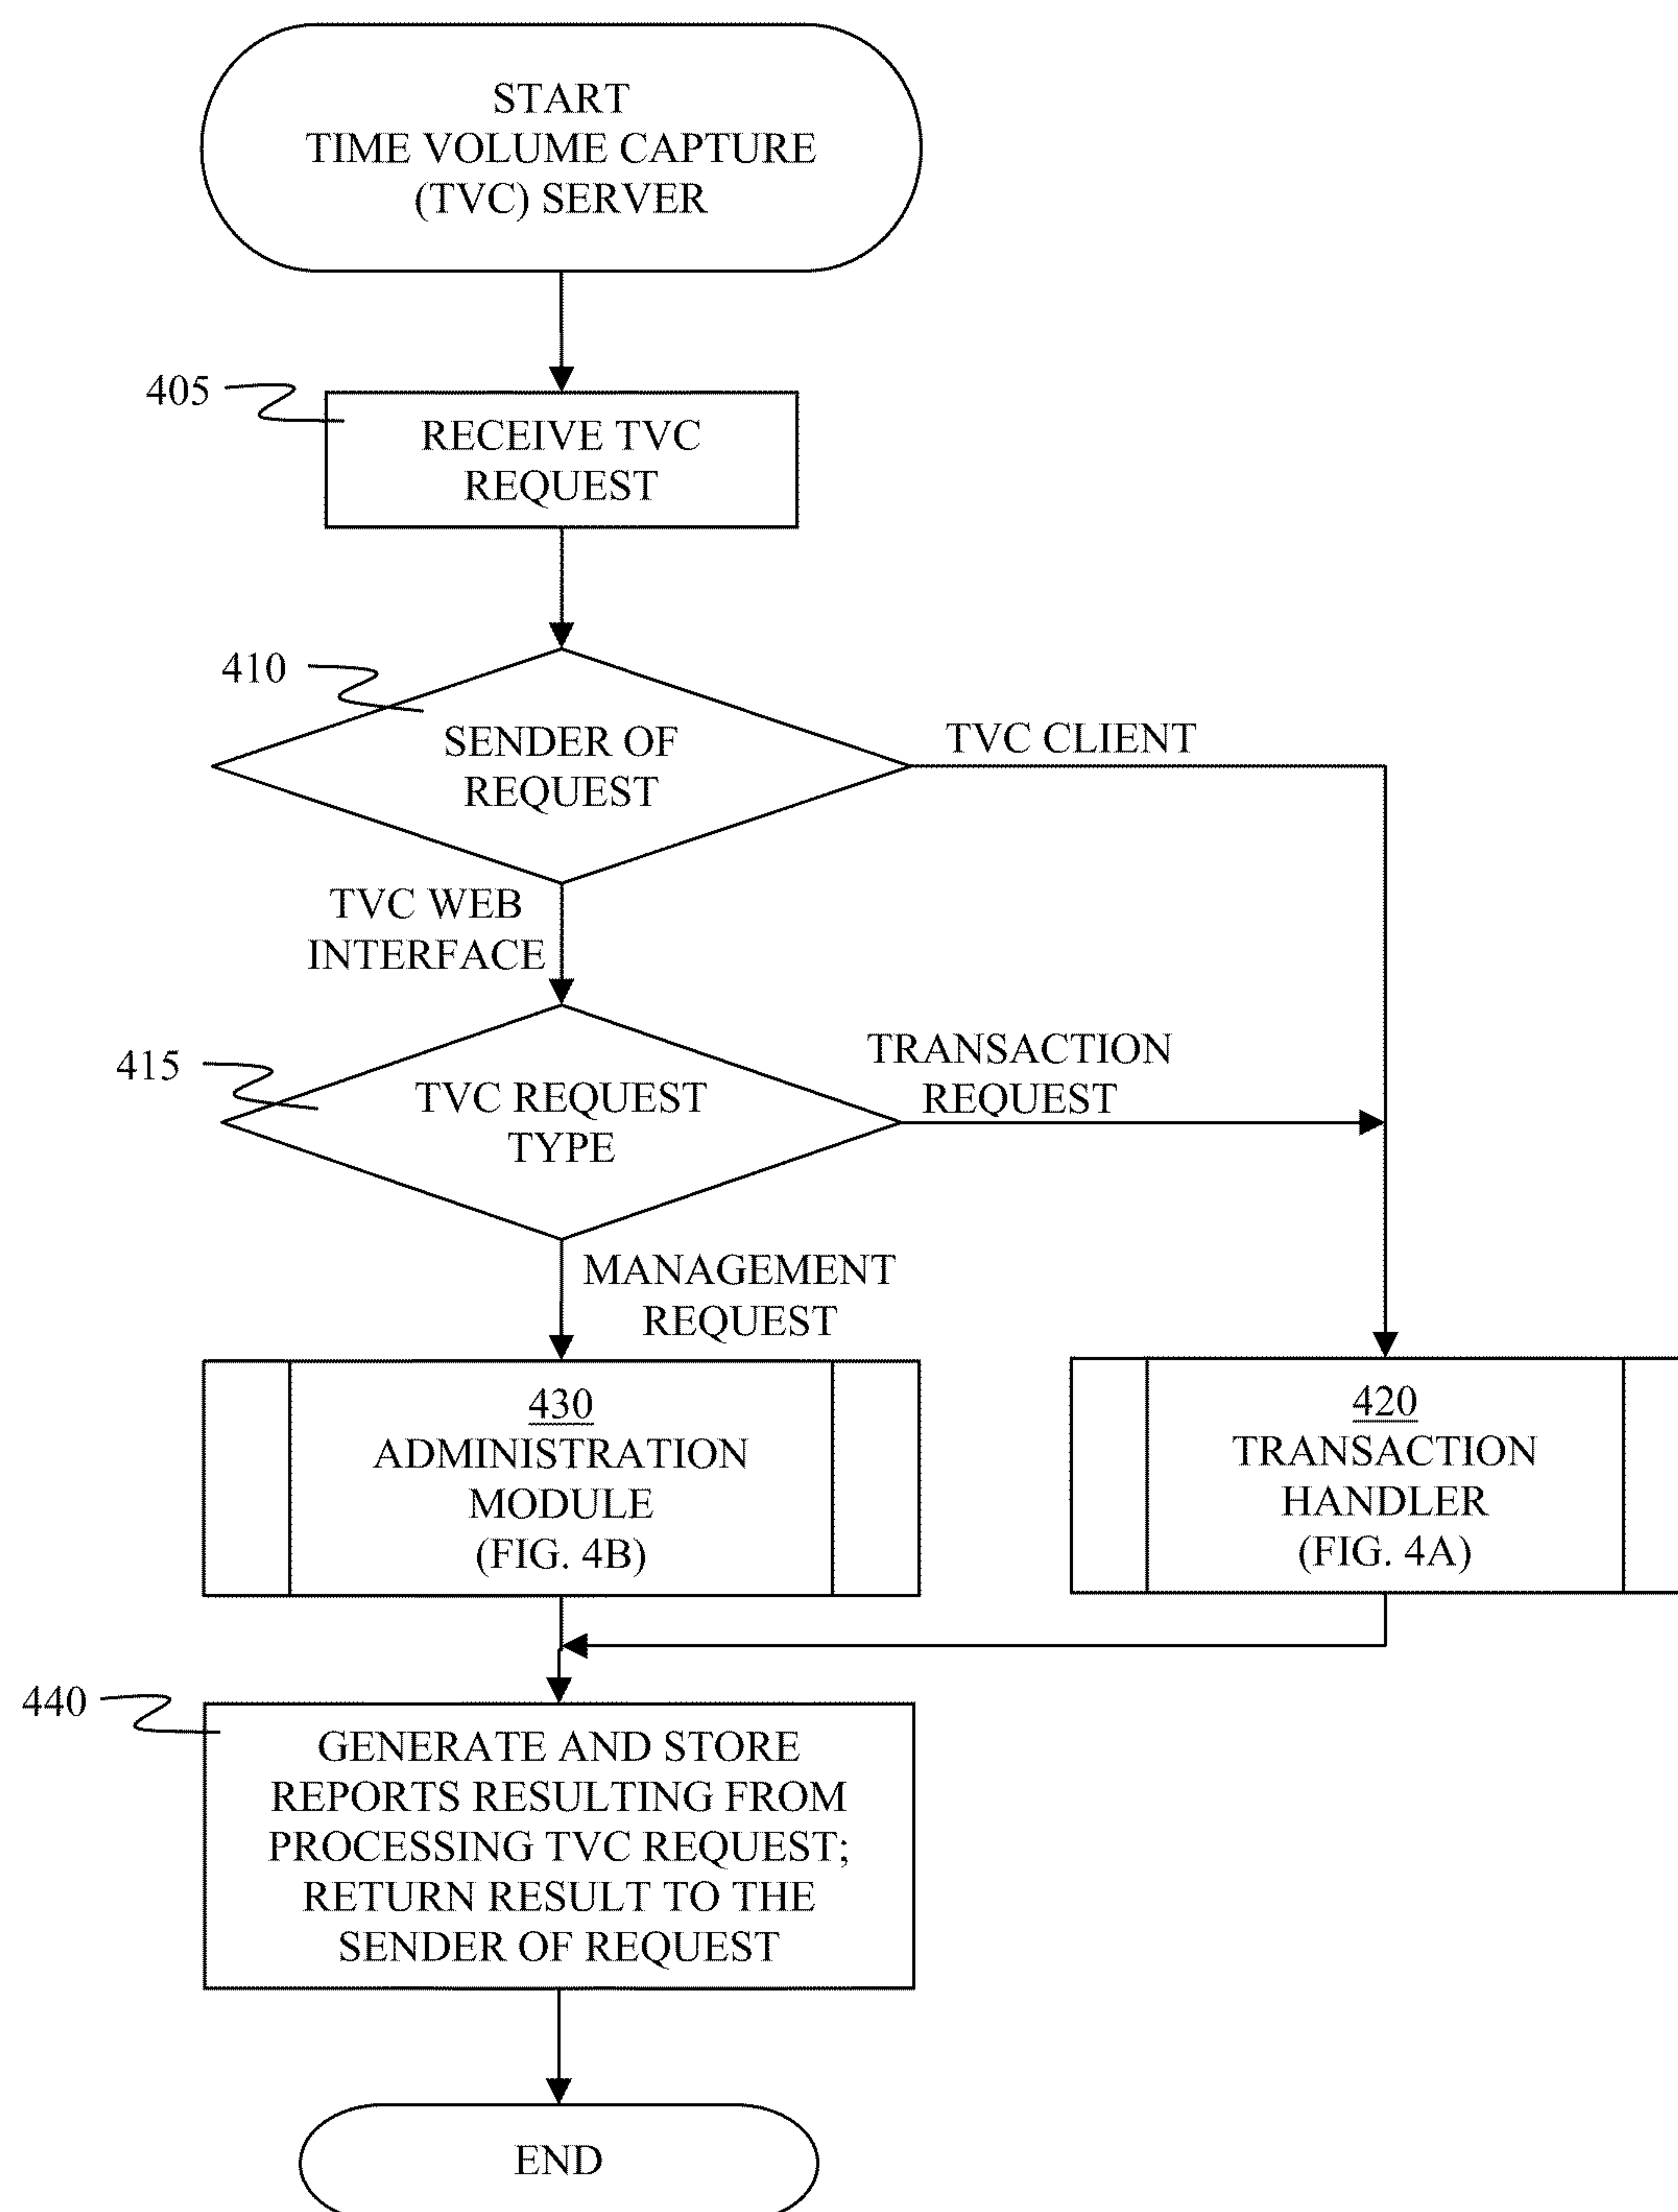 START
TIME VOLUME CAPTURE
(TVC) SERVER
405
RECEIVE TVC
REQUEST
410
SENDER OF
REQUEST
TVC CLIENT
TVC WEB
INTERFACE
415
TVC REQUEST
TYPE
TRANSACTION
REQUEST
MANAGEMENT
REQUEST
430
ADMINISTRATION
MODULE
(FIG. 4B)
420
TRANSACTION
HANDLER
(FIG. 4A)
440
GENERATE AND STORE
REPORTS RESULTING FROM
PROCESSING TVC REQUEST;
RETURN RESULT TO THE
SENDER OF REQUEST
END